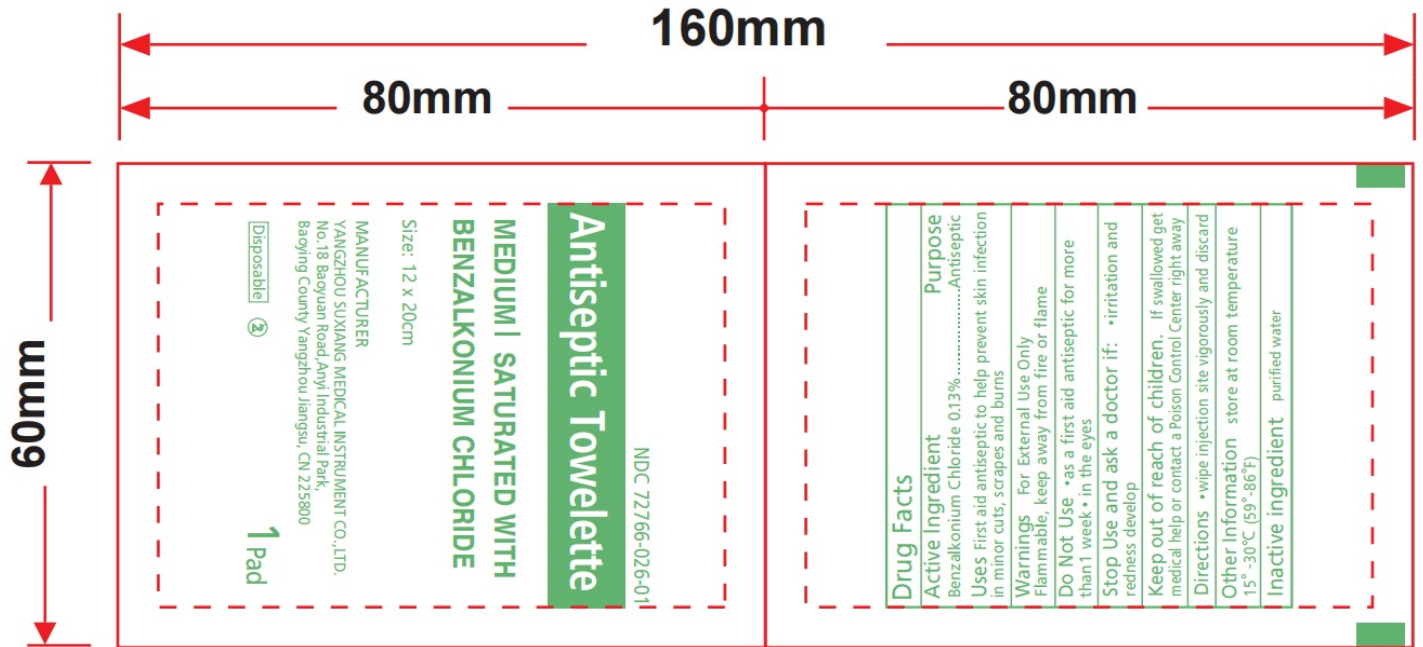 160mm
80mm
80mm
60mm
NDC 72766-026-01
Antiseptic Towelette
MEDIUM| SATURATED WITH
BENZALKONIUM CHLORIDE
Size: 12 x 20cm
MANUFACTURER
YANGZHOU SUXIANG MEDICAL INSTRUMENT CO.,LTD.
No.18 Baoyuan Road,Anyi Industrial Park,
Baoying County Yangzhou Jiangsu, CN 225800
Disposable ②
1 Pad
Drug Facts
Active Ingredient Purpose
Benzalkonium Chloride 0.13%...............Antiseptic
Uses First aid antiseptic to help prevent skin infection
in minor cuts, scrapes and burns
Warnings For External Use Only
Flammable, keep away from fire or flame
Do Not Use •as a first aid antiseptic for more
than1 week• in the eyes
Stop Use and ask a doctor if: •irritation and
redness develop
Keep out of reach of children. If swallowed get
medical help or contact a Poison Control Center right away
Directions •wipe injection site vigorously and discard
Other Information store at room temperature
15° -30℃ (59°-86°F)
Inactive ingredient purified water